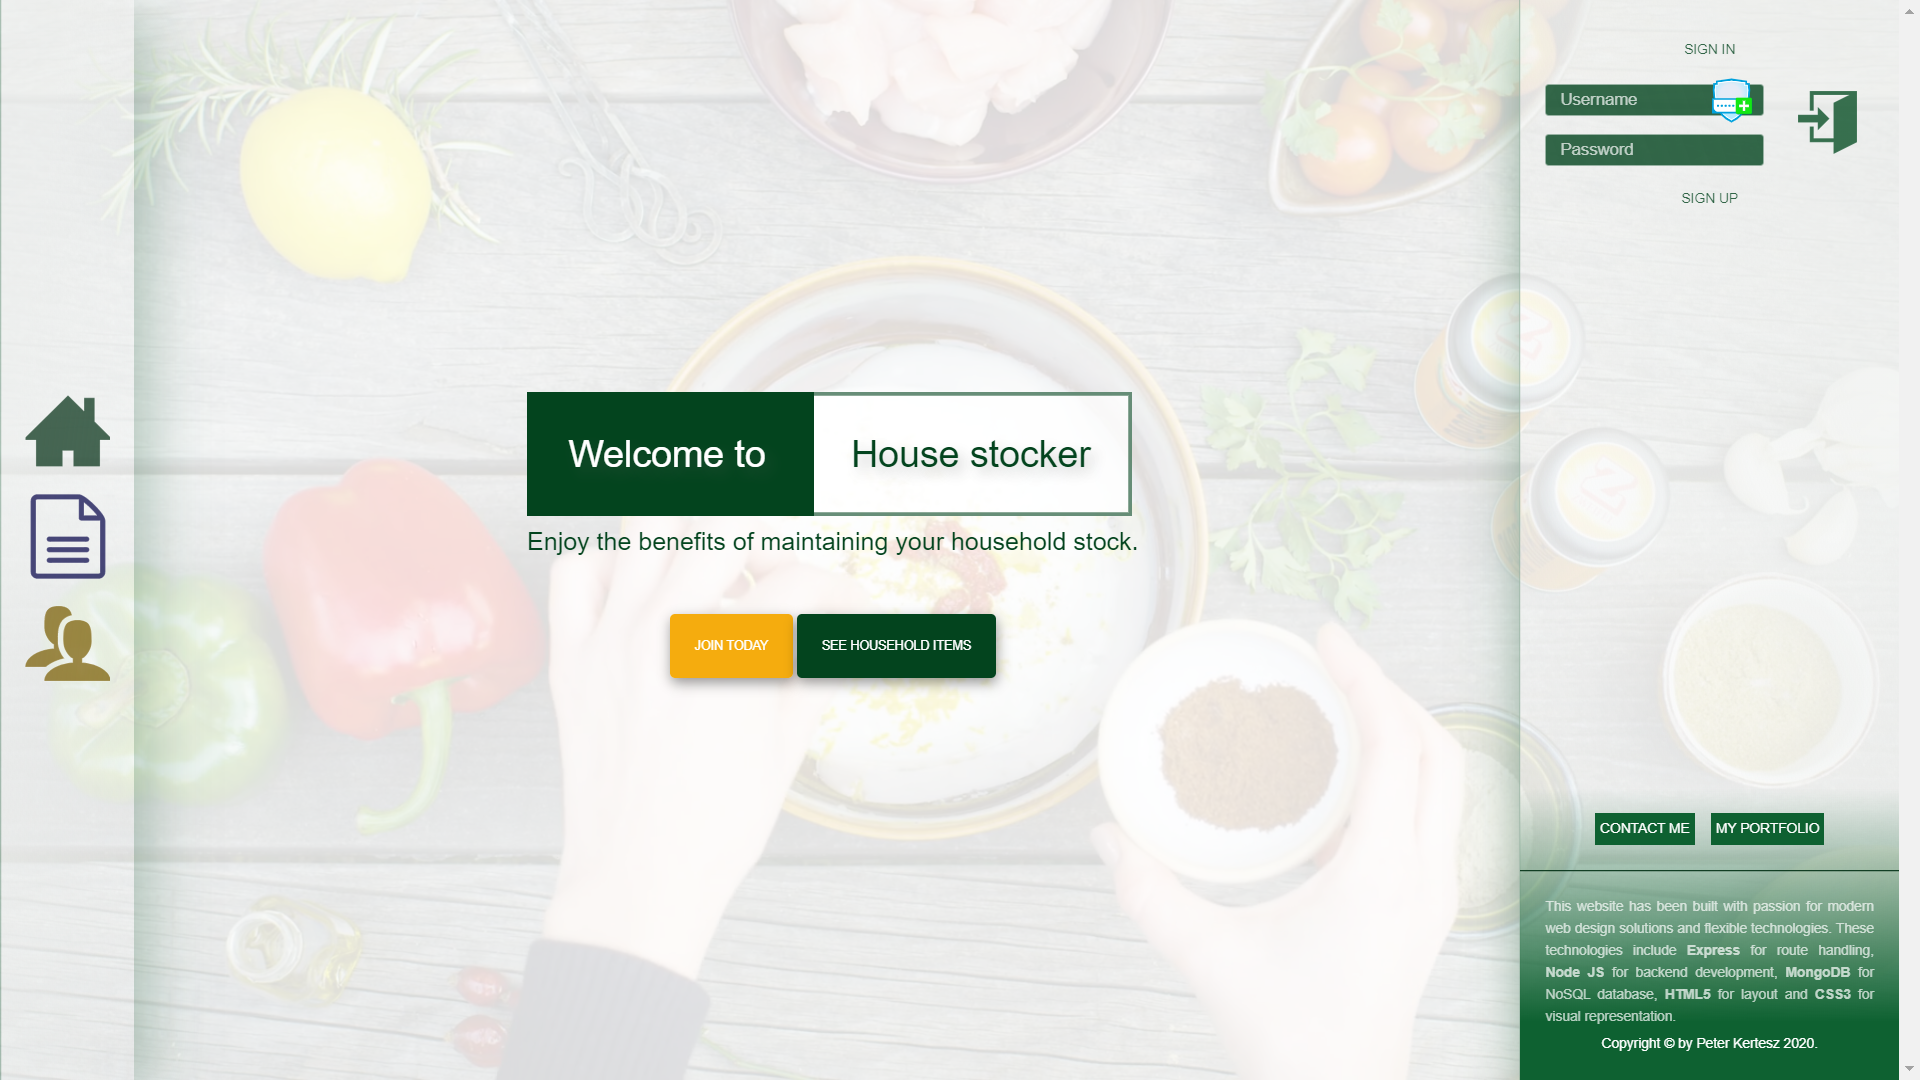 SIGN IN
Username
Password
SIGN UP
Welcome to
House stocker
Enjoy the benefits of maintaining your household stock.
JOIN TODAY
SEE HOUSEHOLD ITEMS
CONTACT ME
MY PORTFOLIO
This website has been built with passion for modern
web design solutions and flexible technologies. These
technologies include Express for route handling,
Node JS for backend development, MongoDB for
NoSQL database, HTML5 for layout and CSS3 for
visual representation.
Copyright © by Peter Kertesz 2020.